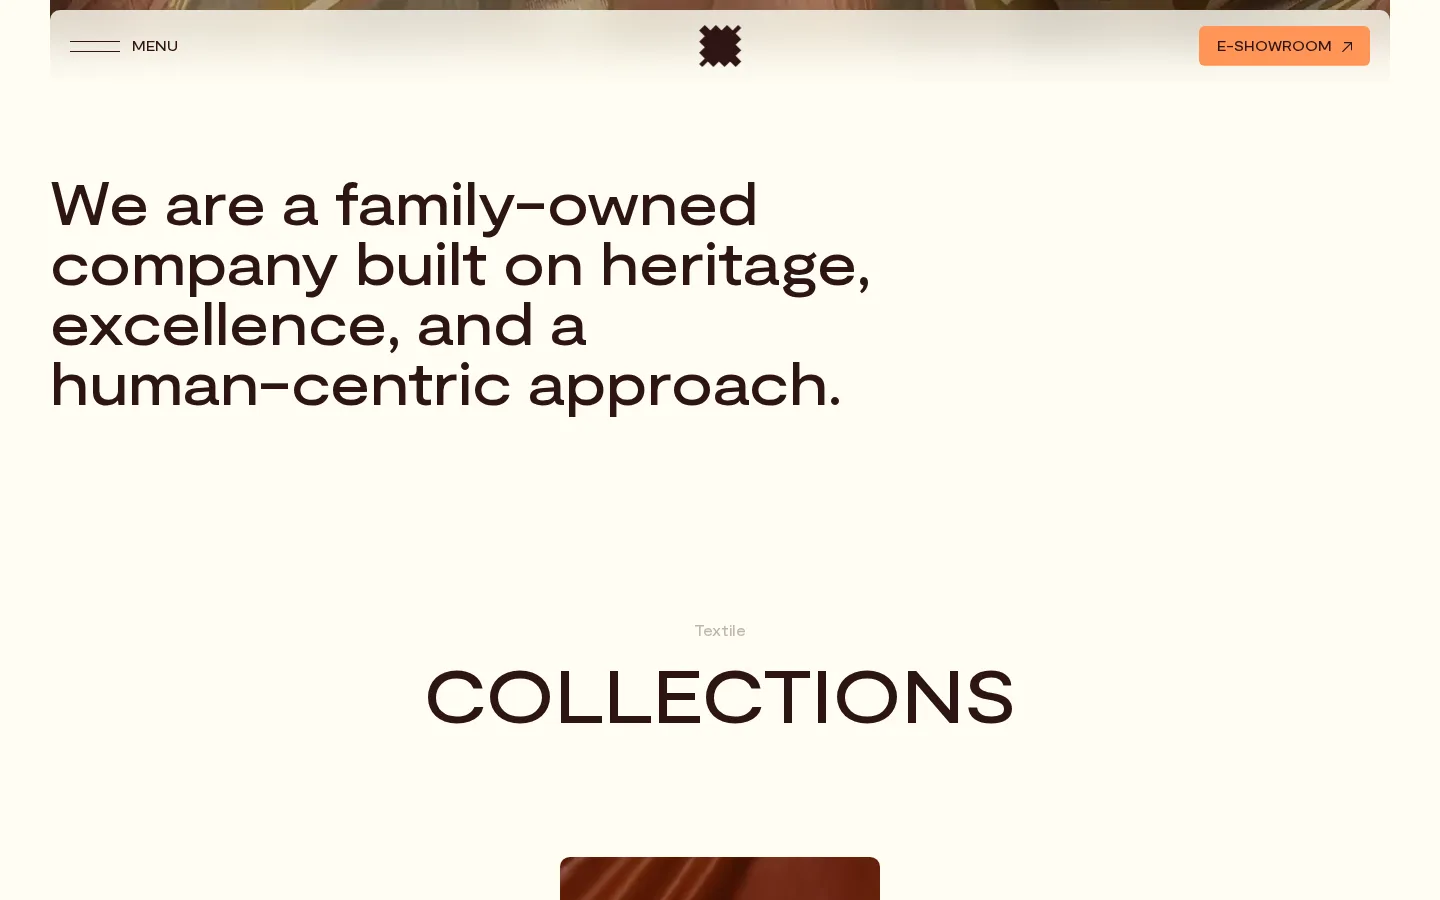 MENU
E-SHOWROOM
We are a family-owned
company built on heritage,
excellence, and a
human-centric approach.
Textile
COLLECTIONS